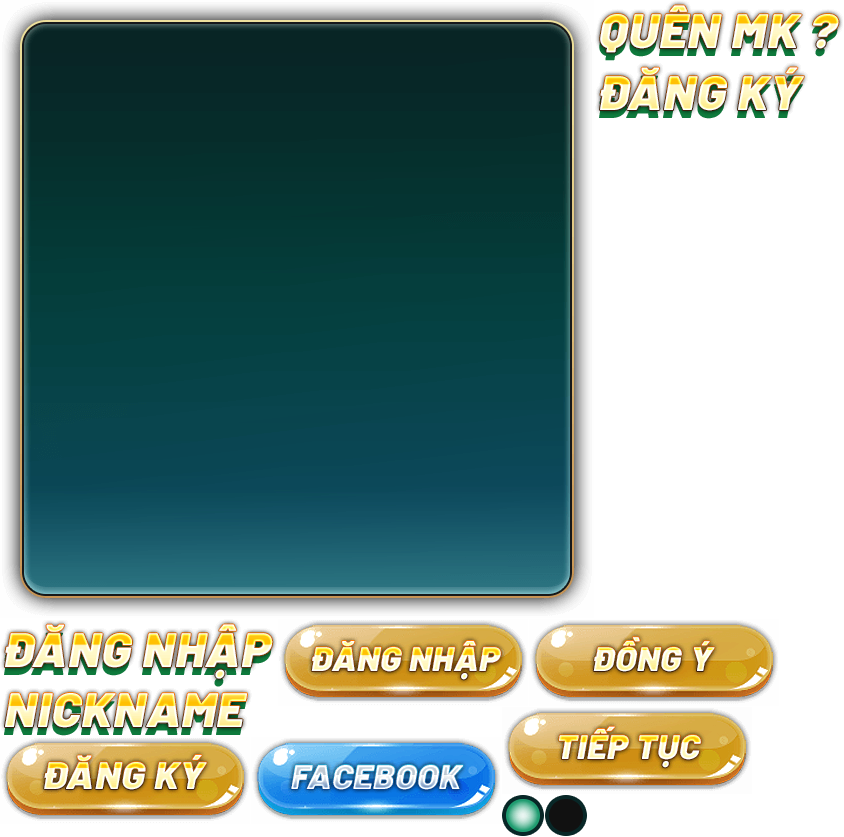 QUÊN MK ?
ĐĂNG KÝ
ĐĂNG NHẬP
ĐĂNG NHẬP
ĐỒNG Ý
NICKNAME
TIẾP TỤC
ĐĂNG KÝ
FACEBOOK